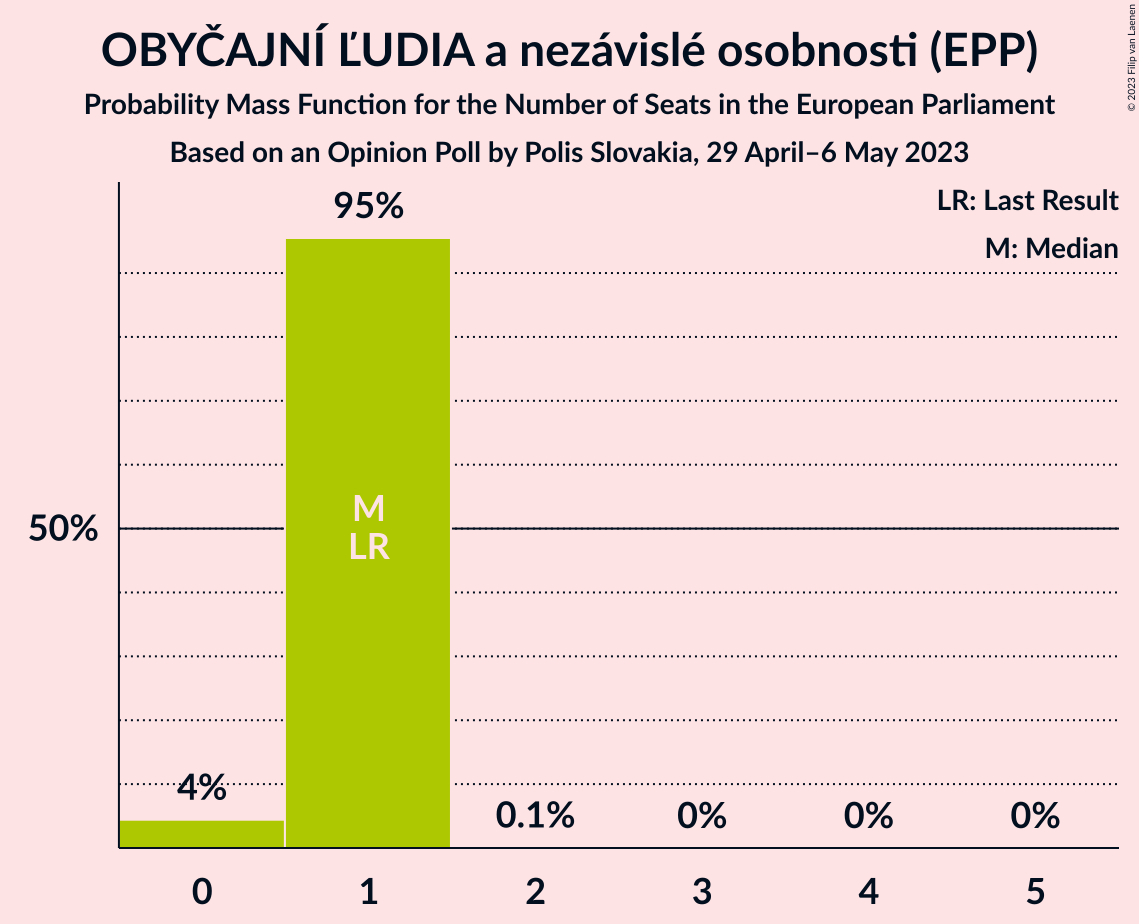 OBYČAJNÍ ĽUDIA a nezávislé osobnosti (EPP)
Probability Mass Function for the Number of Seats in the European Parliament
Based on an Opinion Poll by Polis Slovakia, 29 April–6 May 2023
© 2023 Filip van Laenen
LR: Last Result
M: Median
95%
50%
M
LR
4%
0.1%
0%
0%
0%
0
1
2
3
4
5